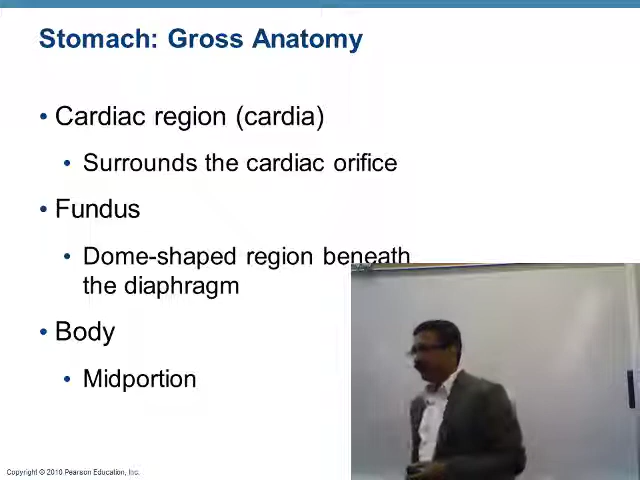 Stomach: Gross Anatomy
• Cardiac region (cardia)
• Surrounds the cardiac orifice
• Fundus
• Dome-shaped region beneath
the diaphragm
• Body
• Midportion
Copyright © 2010 Pearson Education, Inc.